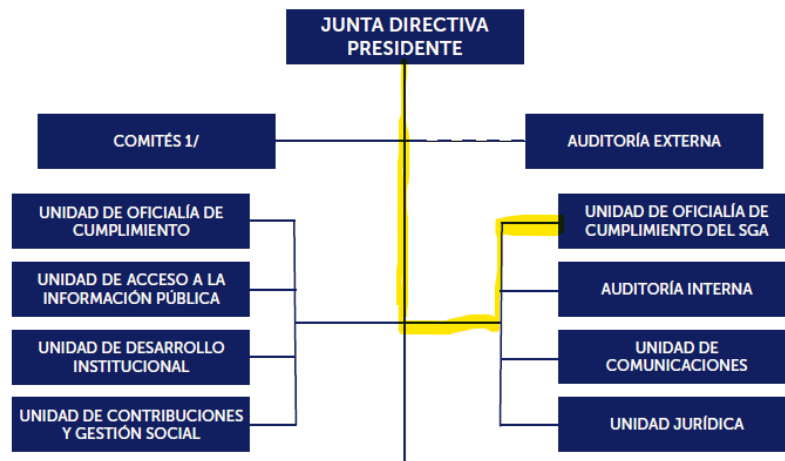 JUNTA DIRECTIVA
PRESIDENTE
COMITÉS 1/
AUDITORÍA EXTERNA
UNIDAD DE OFICIALÍA DE
CUMPLIMIENTO
UNIDAD DE OFICIALÍA DE
CUMPLIMIENTO DEL SGA
UNIDAD DE ACCESO A LA
INFORMACIÓN PÚBLICA
AUDITORÍA INTERNA
UNIDAD DE DESARROLLO
INSTITUCIONAL
UNIDAD DE
COMUNICACIONES
UNIDAD DE CONTRIBUCIONES
Y GESTIÓN SOCIAL
UNIDAD JURÍDICA